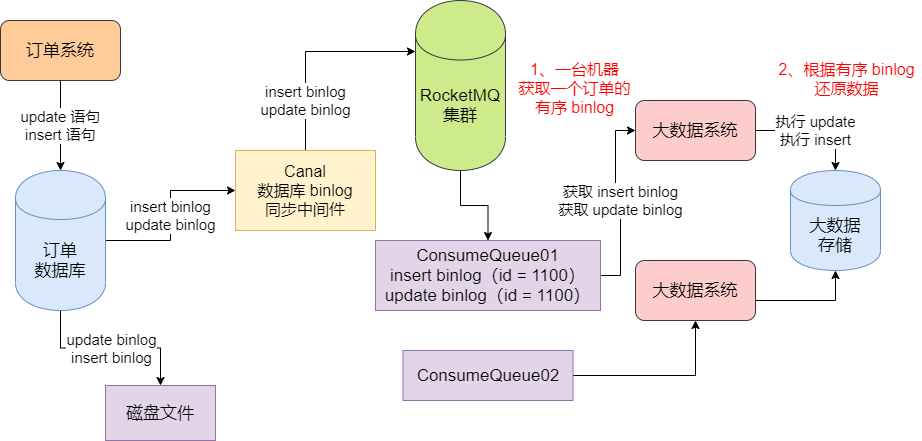 订单系统
update 语句
insert 语句
订单
数据库
update binlog
insert binlog
磁盘文件
insert binlog
update binlog
Canal
数据库 binlog
同步中间件
insert binlog
update binlog
RocketMQ
集群
ConsumeQueue01
insert binlog（id = 1100）
update binlog（id = 1100）
ConsumeQueue02
1、一台机器
获取一个订单的
有序 binlog
获取 insert binlog
获取 update binlog
大数据系统
大数据系统
2、根据有序 binlog
还原数据
执行 update
执行 insert
大数据
存储